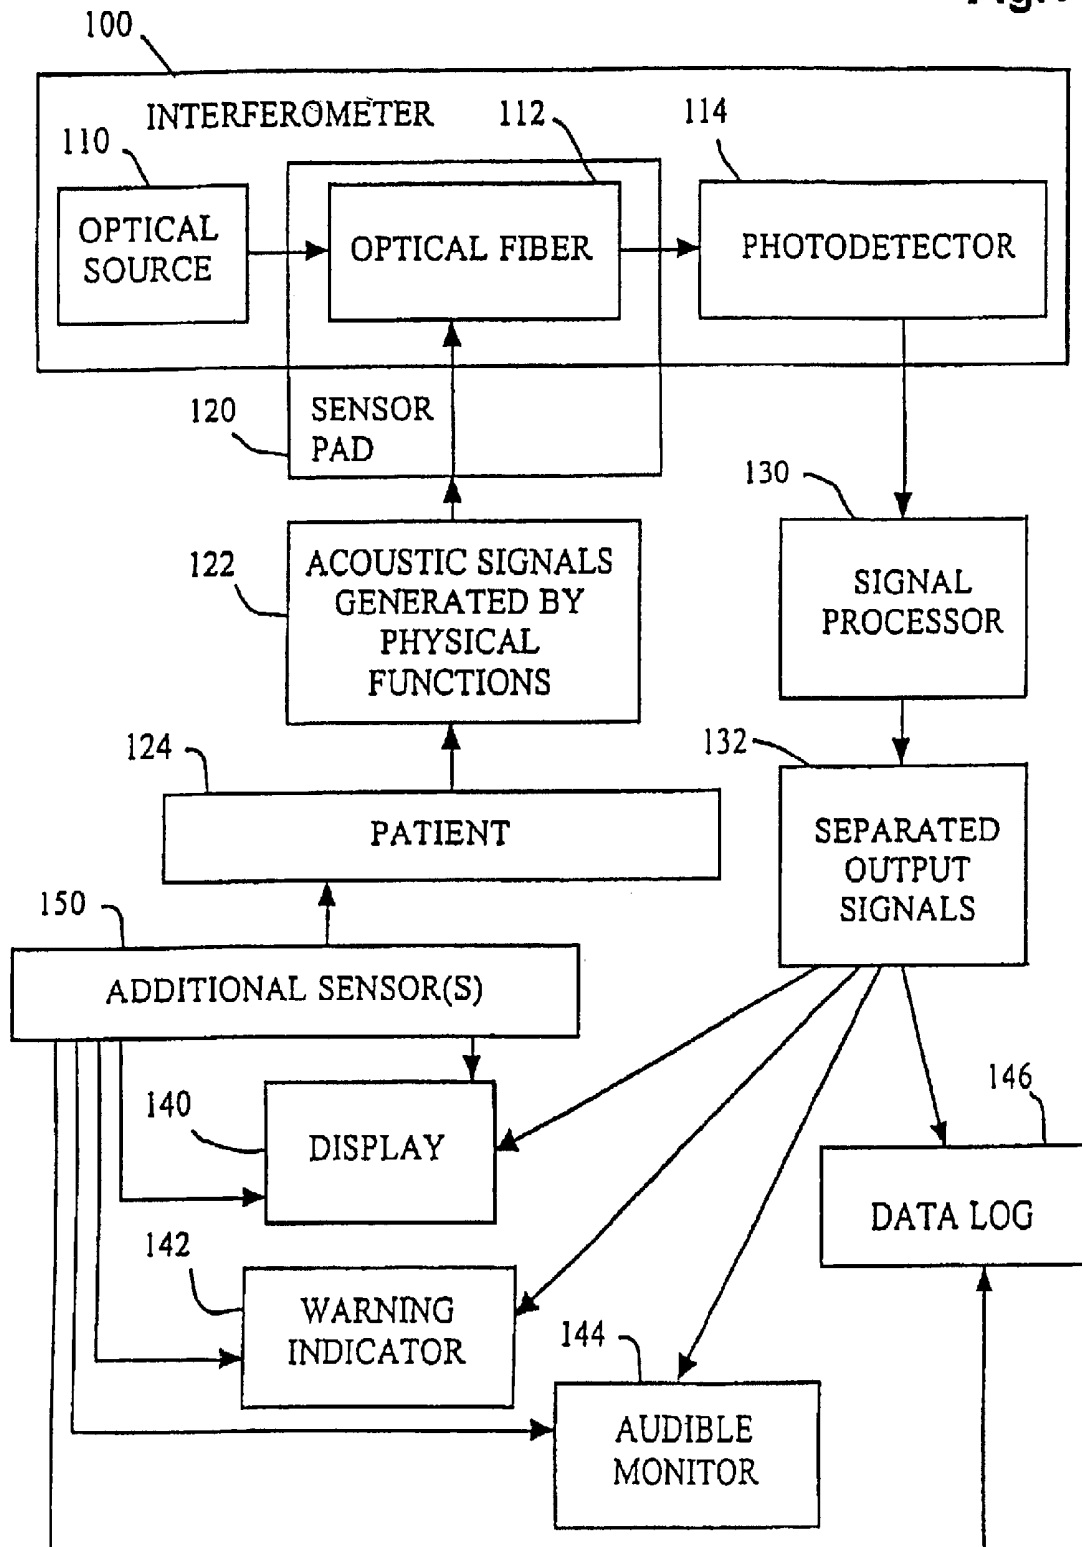 Fig.
100
INTERFEROMETER
110
112
114
OPTICAL
SOURCE
OPTICAL FIBER
PHOTODETECTOR
120
SENSOR
PAD
130
122
ACOUSTIC SIGNALS
GENERATED BY
PHYSICAL
FUNCTIONS
SIGNAL
PROCESSOR
124
132
PATIENT
SEPARATED
OUTPUT
SIGNALS
150
ADDITIONAL SENSOR(S)
140
DISPLAY
146
DATA LOG
142
WARNING
INDICATOR
144
AUDIBLE
MONITOR